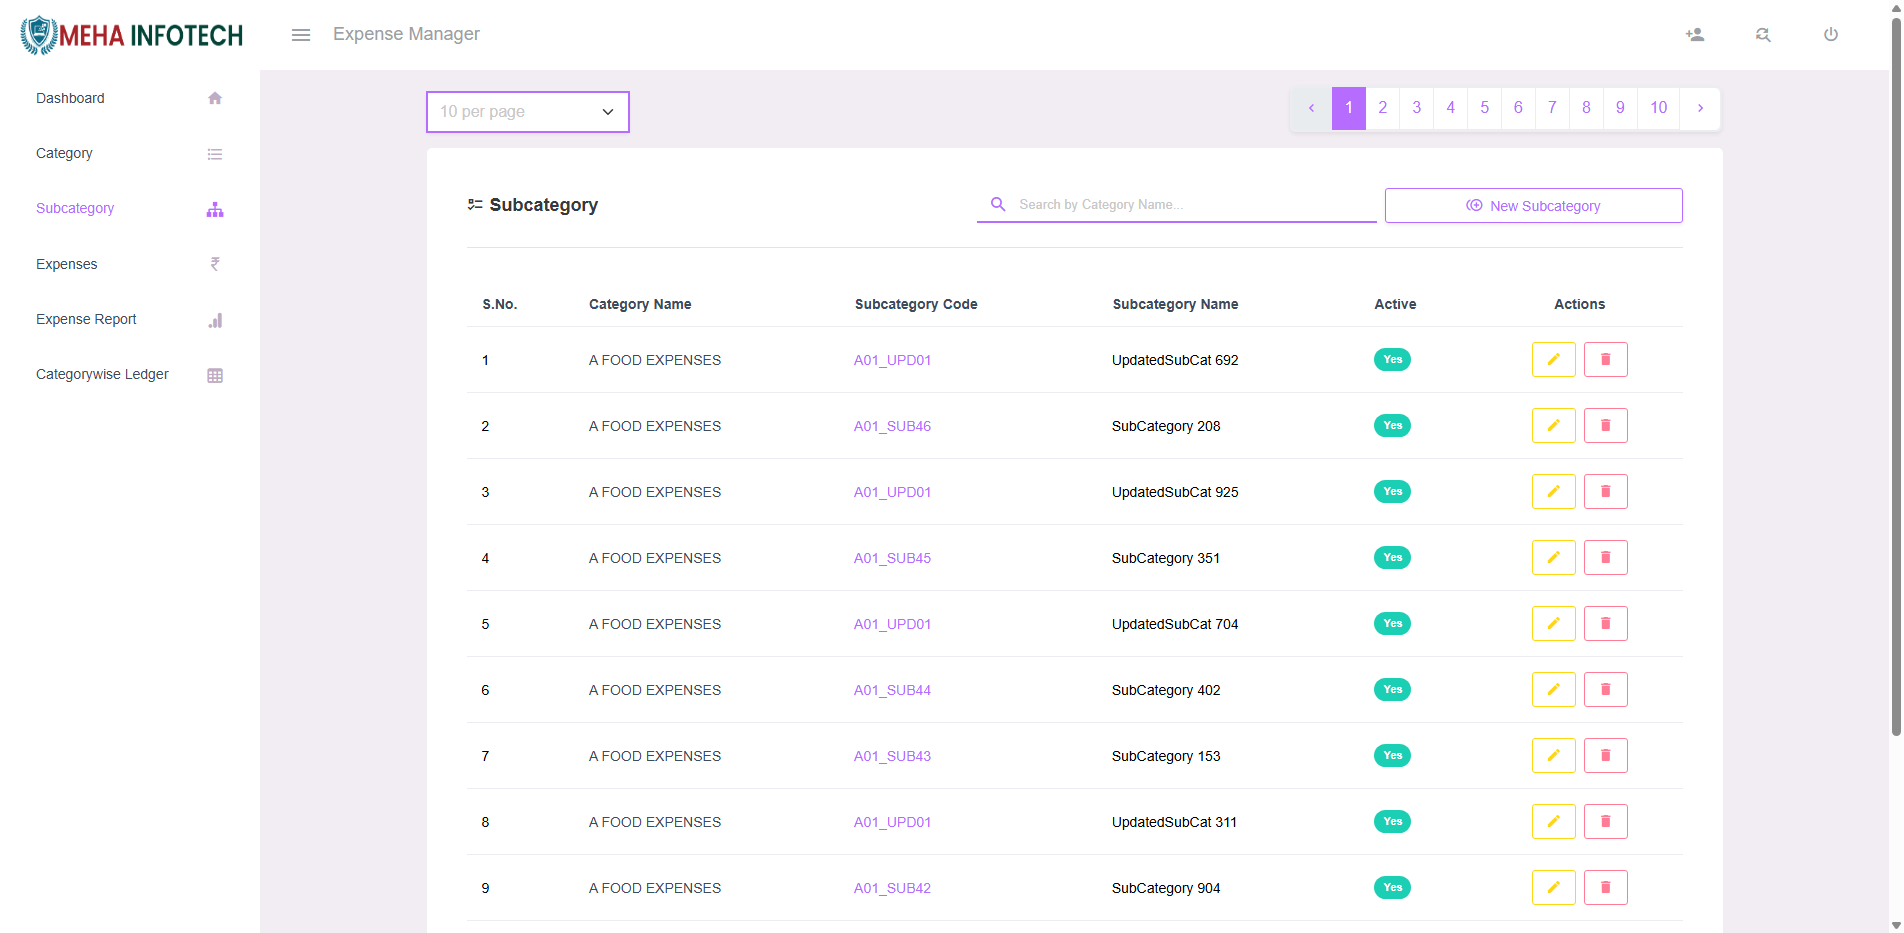 MEHA INFOTECH
Expense Manager
Dashboard
Category
Subcategory
Expenses
Expense Report
Categorywise Ledger
10 per page
‹ 1 2 3 4 5 6 7 8 9 10 ›
Subcategory
Search by Category Name...
New Subcategory
S.No. Category Name Subcategory Code Subcategory Name Active Actions
1 A FOOD EXPENSES A01_UPD01 UpdatedSubCat 692 Yes
2 A FOOD EXPENSES A01_SUB46 SubCategory 208 Yes
3 A FOOD EXPENSES A01_UPD01 UpdatedSubCat 925 Yes
4 A FOOD EXPENSES A01_SUB45 SubCategory 351 Yes
5 A FOOD EXPENSES A01_UPD01 UpdatedSubCat 704 Yes
6 A FOOD EXPENSES A01_SUB44 SubCategory 402 Yes
7 A FOOD EXPENSES A01_SUB43 SubCategory 153 Yes
8 A FOOD EXPENSES A01_UPD01 UpdatedSubCat 311 Yes
9 A FOOD EXPENSES A01_SUB42 SubCategory 904 Yes